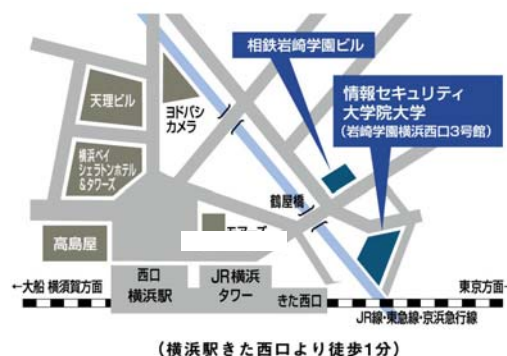 相鉄岩崎学園ビル
天理ビル
ヨドバシ
カメラ
情報セキュリティ
大学院大学
(岩崎学園横浜西口3号館)
横浜ベイ
シェラトンホテル
&タワーズ
鶴屋橋
高島屋
西口
横浜駅
JR横浜
タワー
きた西口
←大船 横須賀方面
東京方面→
JR線・東急線・京浜急行線
(横浜駅きた西口より徒歩1分)